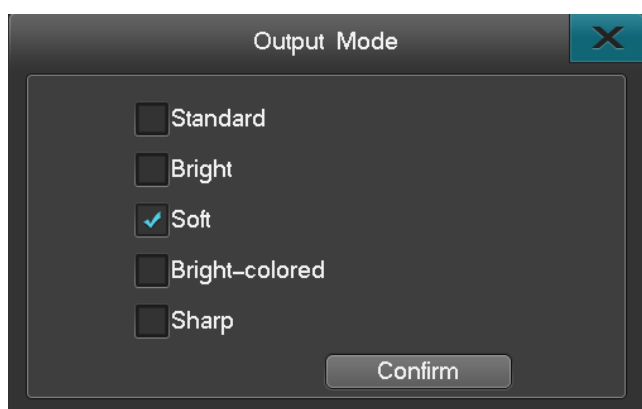 Output Mode
Standard
Bright
Soft
Bright-colored
Sharp
Confirm